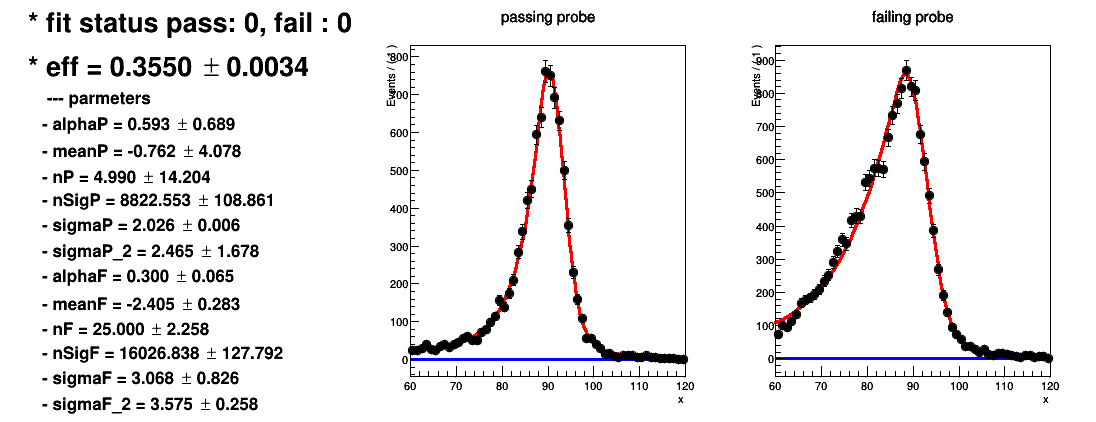 * fit status pass: 0, fail : 0
* eff = 0.3550 ± 0.0034
--- parmeters
- alphaP = 0.593 ± 0.689
- meanP = -0.762 ± 4.078
- nP = 4.990 ± 14.204
- nSigP = 8822.553 ± 108.861
- sigmaP = 2.026 ± 0.006
- sigmaP_2 = 2.465 ± 1.678
- alphaF = 0.300 ± 0.065
- meanF = -2.405 ± 0.283
- nF = 25.000 ± 2.258
- nSigF = 16026.838 ± 127.792
- sigmaF = 3.068 ± 0.826
- sigmaF_2 = 3.575 ± 0.258
passing probe
Events / ( 1 )
800
700
600
500
400
300
200
100
0
60 70 80 90 100 110 120
x
failing probe
Events / ( 1 )
900
800
700
600
500
400
300
200
100
0
60 70 80 90 100 110 120
x